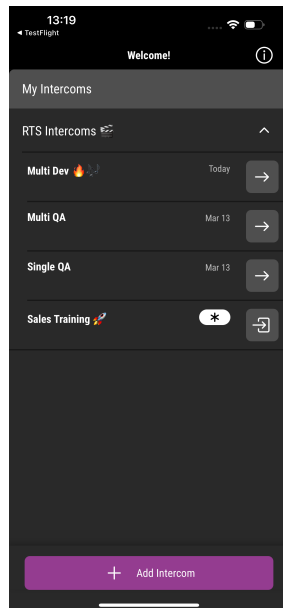 13:19
◀ TestFlight
Welcome!
My Intercoms
RTS Intercoms 🎬
Multi Dev 🔥 Today
Multi QA Mar 13
Single QA Mar 13
Sales Training 🚀 *
+ Add Intercom